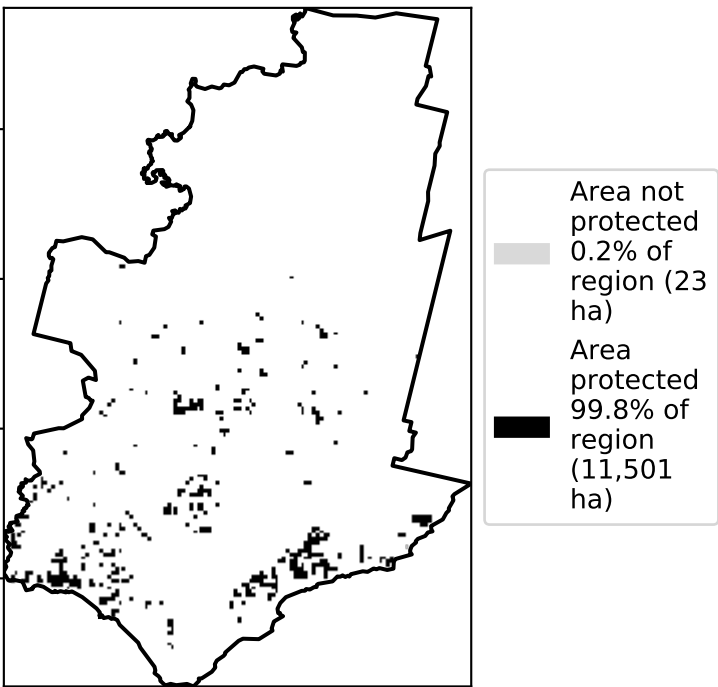 Area not
protected
0.2% of
region (23
ha)
Area
protected
99.8% of
region
(11,501
ha)